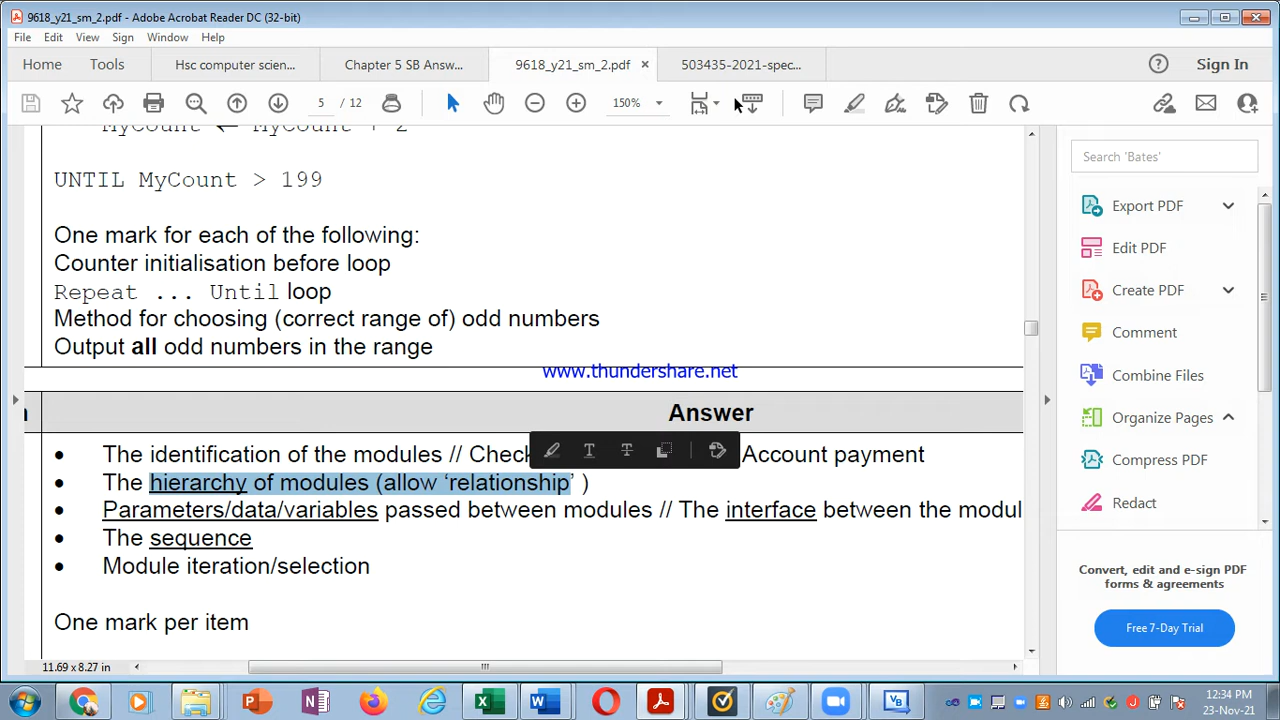 9618_y21_sm_2.pdf - Adobe Acrobat Reader DC (32-bit)
File Edit View Sign Window Help
Home Tools Hsc computer scien... Chapter 5 SB Answ... 9618_y21_sm_2.pdf × 503435-2021-spec... Sign In
5 / 12 150%
UNTIL MyCount > 199
One mark for each of the following:
Counter initialisation before loop
Repeat ... Until loop
Method for choosing (correct range of) odd numbers
Output all odd numbers in the range
www.thundershare.net
Answer
• The identification of the modules // Check Account payment
• The hierarchy of modules (allow ‘relationship’ )
• Parameters/data/variables passed between modules // The interface between the modul
• The sequence
• Module iteration/selection
One mark per item
11.69 x 8.27 in
Search 'Bates'
Export PDF
Edit PDF
Create PDF
Comment
Combine Files
Organize Pages
Compress PDF
Redact
Convert, edit and e-sign PDF
forms & agreements
Free 7-Day Trial
12:34 PM
23-Nov-21